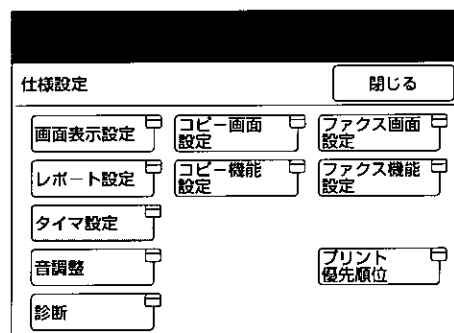 仕様設定
閉じる
画面表示設定
コピー画面
設定
ファクス画面
設定
レポート設定
コピー機能
設定
ファクス機能
設定
タイマ設定
音調整
プリント
優先順位
診断